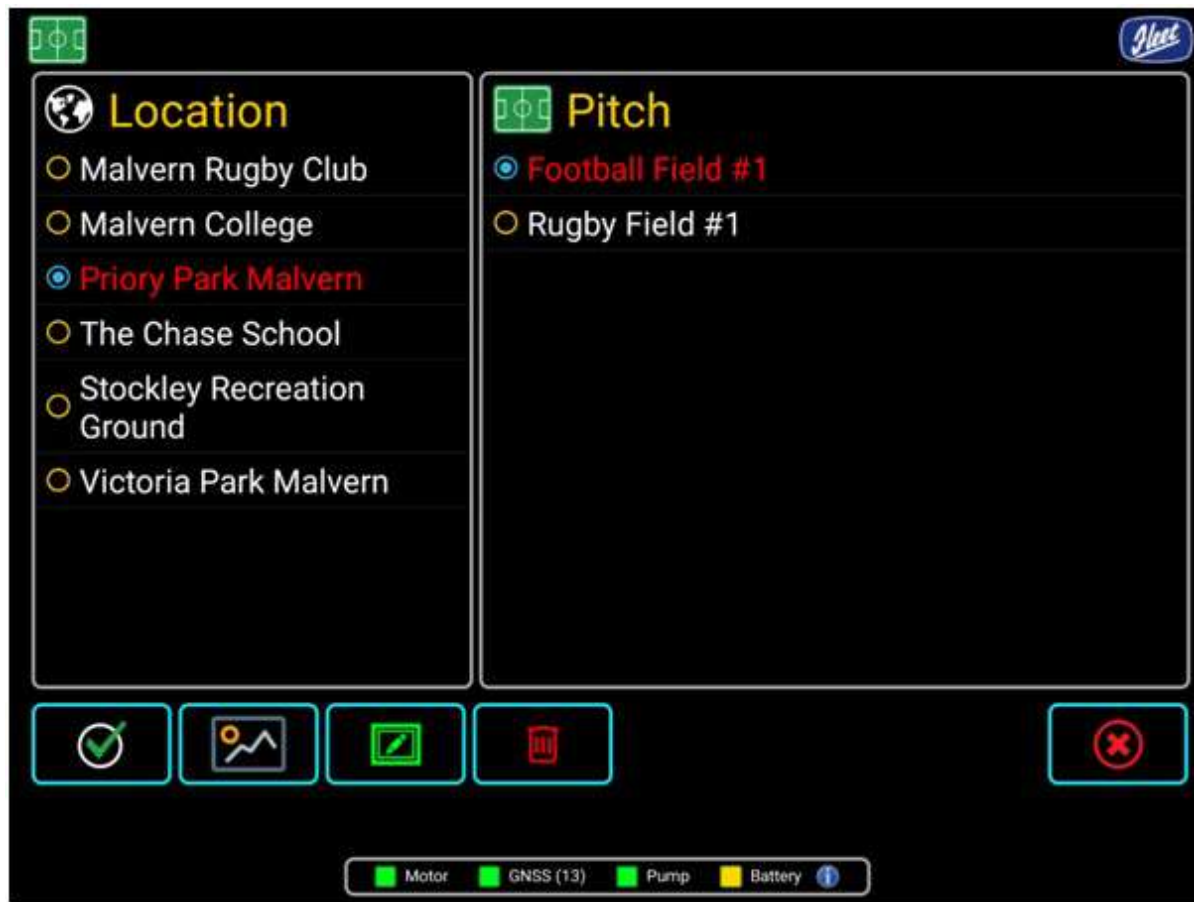 Fleet
Location
Malvern Rugby Club
Malvern College
Priory Park Malvern
The Chase School
Stockley Recreation
Ground
Victoria Park Malvern
Pitch
Football Field #1
Rugby Field #1
Motor GNSS (13) Pump Battery